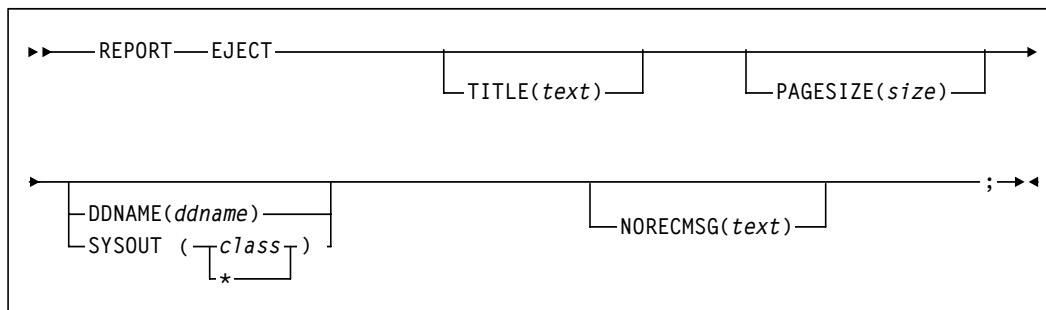 REPORT EJECT
TITLE(text) PAGESIZE(size)
;
DDNAME(ddname)
SYSOUT (class)
NORECMSG(text)
*